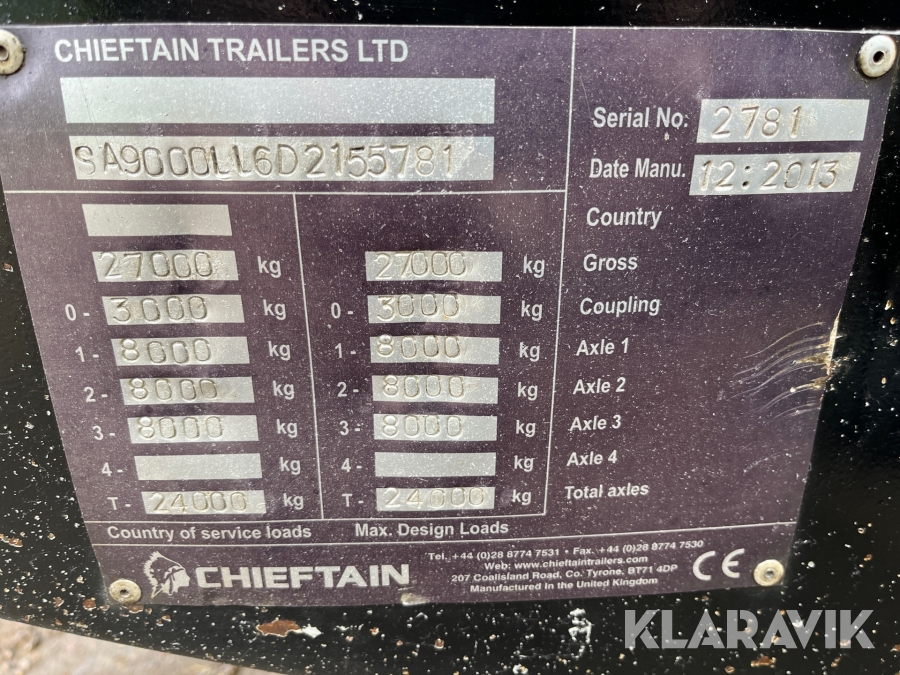 CHIEFTAIN TRAILERS LTD
SA9000LL6D2155781
Serial No: 2781
Date Manu. 12:2013
Country
27000 kg 27000 kg Gross
0- 3000 kg 0- 3000 kg Coupling
1- 8000 kg 1- 8000 kg Axle 1
2- 8000 kg 2- 8000 kg Axle 2
3- 8000 kg 3- 8000 kg Axle 3
4- kg 4- kg Axle 4
T- 24000 kg T- 24000 kg Total axles
Country of service loads Max. Design Loads
CHIEFTAIN
Tel. +44 (0)28 8774 7531 • Fax. +44 (0)28 8774 7530
Web: www.chieftaintrailers.com
207 Coalisland Road, Co. Tyrone, BT71 4DP
Manufactured in the United Kingdom
CE
KLARAVIK